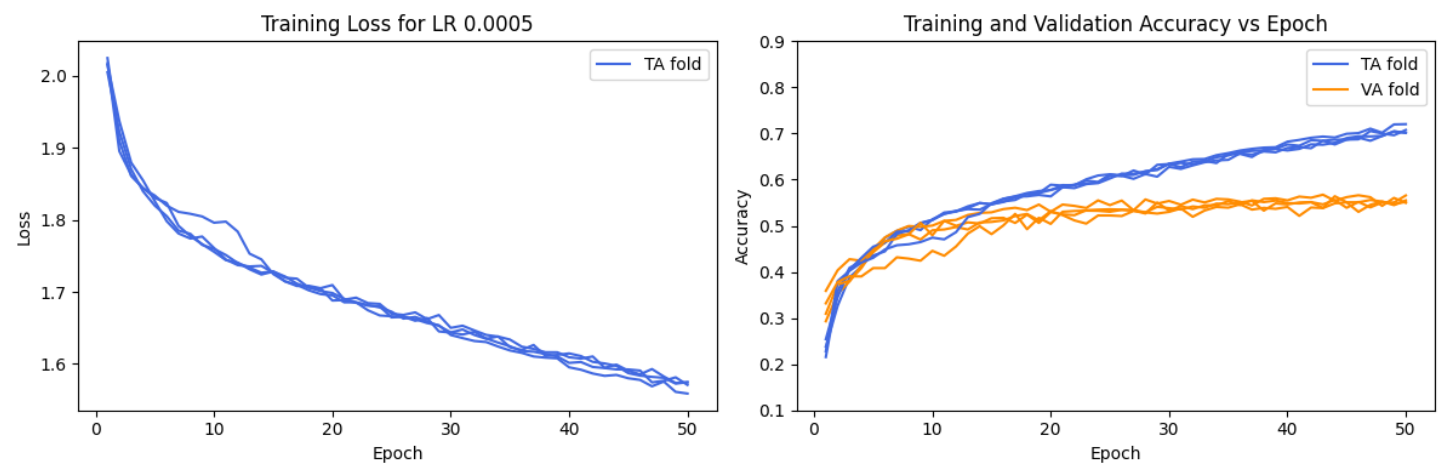 Training Loss for LR 0.0005
TA fold
2.0
1.9
1.8
1.7
1.6
Loss
0
10
20
30
40
50
Epoch
Training and Validation Accuracy vs Epoch
TA fold
VA fold
0.9
0.8
0.7
0.6
0.5
0.4
0.3
0.2
0.1
Accuracy
0
10
20
30
40
50
Epoch